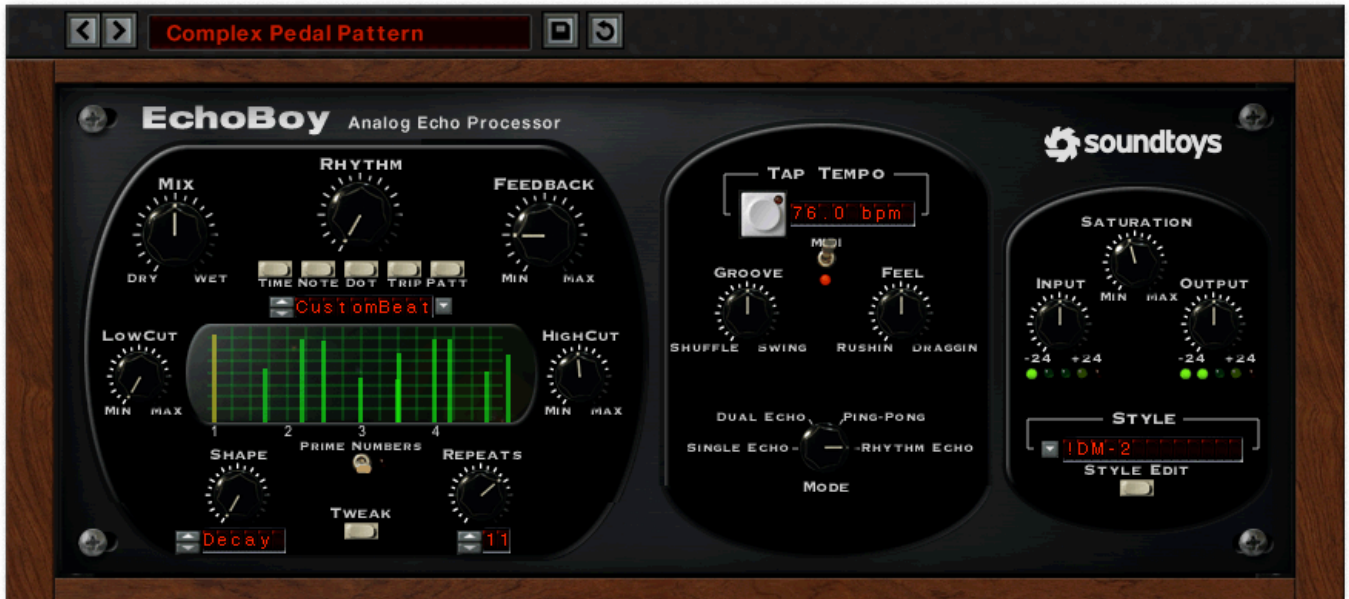 Complex Pedal Pattern
EchoBoy Analog Echo Processor
soundtoys
MIX
DRY WET
RHYTHM
FEEDBACK
MIN MAX
TIME NOTE DOT TRIP PATT
CustomBeat
LOWCUT
MIN MAX
HIGHCUT
MIN MAX
1 2 3 4
PRIME NUMBERS
SHAPE
Decay
TWEAK
REPEATS
11
TAP TEMPO
76.0 bpm
MIDI
GROOVE
SHUFFLE SWING
FEEL
RUSHIN DRAGGIN
DUAL ECHO PING-PONG
SINGLE ECHO RHYTHM ECHO
MODE
SATURATION
MIN MAX
INPUT
-24 +24
OUTPUT
-24 +24
STYLE
!DM-2
STYLE EDIT